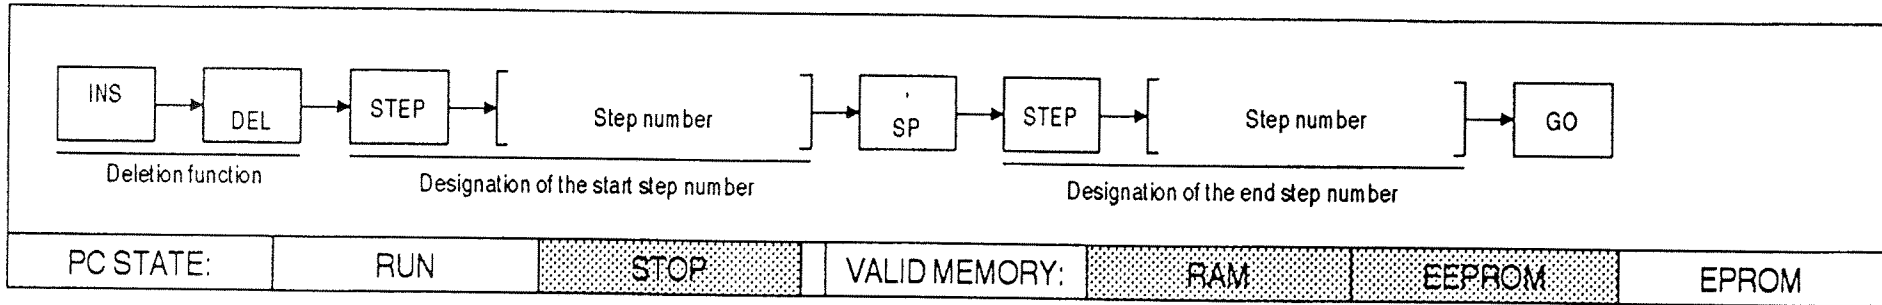 INS
DEL
STEP
Step number
,
SP
STEP
Step number
GO
Deletion function
Designation of the start step number
Designation of the end step number
PC STATE: RUN STOP VALID MEMORY: RAM EEPROM EPROM